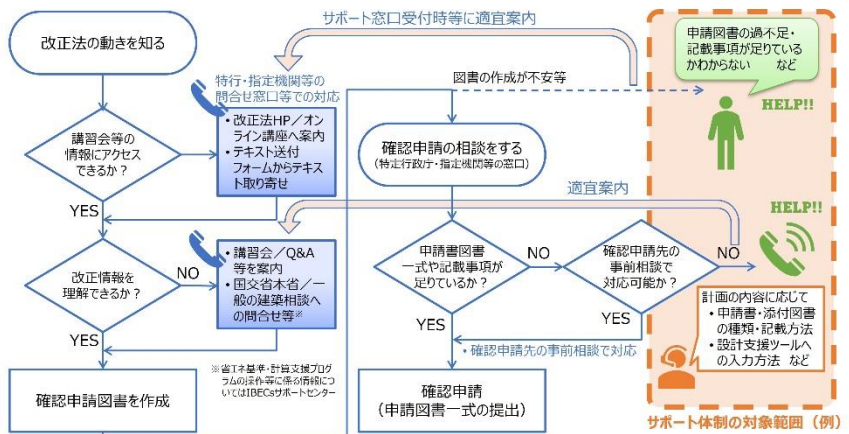 サポート窓口受付時等に適宜案内
改正法の動きを知る
特行・指定機関等の
問合せ窓口等での対応
・改正法HP／オン
ライン講座へ案内
・テキスト送付
フォームからテキス
ト取り寄せ
講習会等の
情報にアクセス
できるか？
YES
改正情報を
理解できるか？
NO
・講習会／Q&A
等を案内
・国交省本省／一
般の建築相談へ
の問合せ等※
YES
※省エネ基準・計算支援プログ
ラムの操作等に係る情報につ
いてはIBECsサポートセンター
確認申請図書を作成
図書の作成が不安等
確認申請の相談をする
（特定行政庁・指定機関等の窓口）
適宜案内
申請書図書
一式や記載事項が
足りているか？
NO
確認申請先の
事前相談で
対応可能か？
NO
YES
YES
・確認申請先の事前相談で対応
確認申請
（申請図書一式の提出）
申請図書の過不足・
記載事項が足りている
かわからない　など
HELP!!
HELP!!
計画の内容に応じて
・申請書・添付図書
の種類・記載方法
・設計支援ツールへ
の入力方法 など
サポート体制の対象範囲（例）